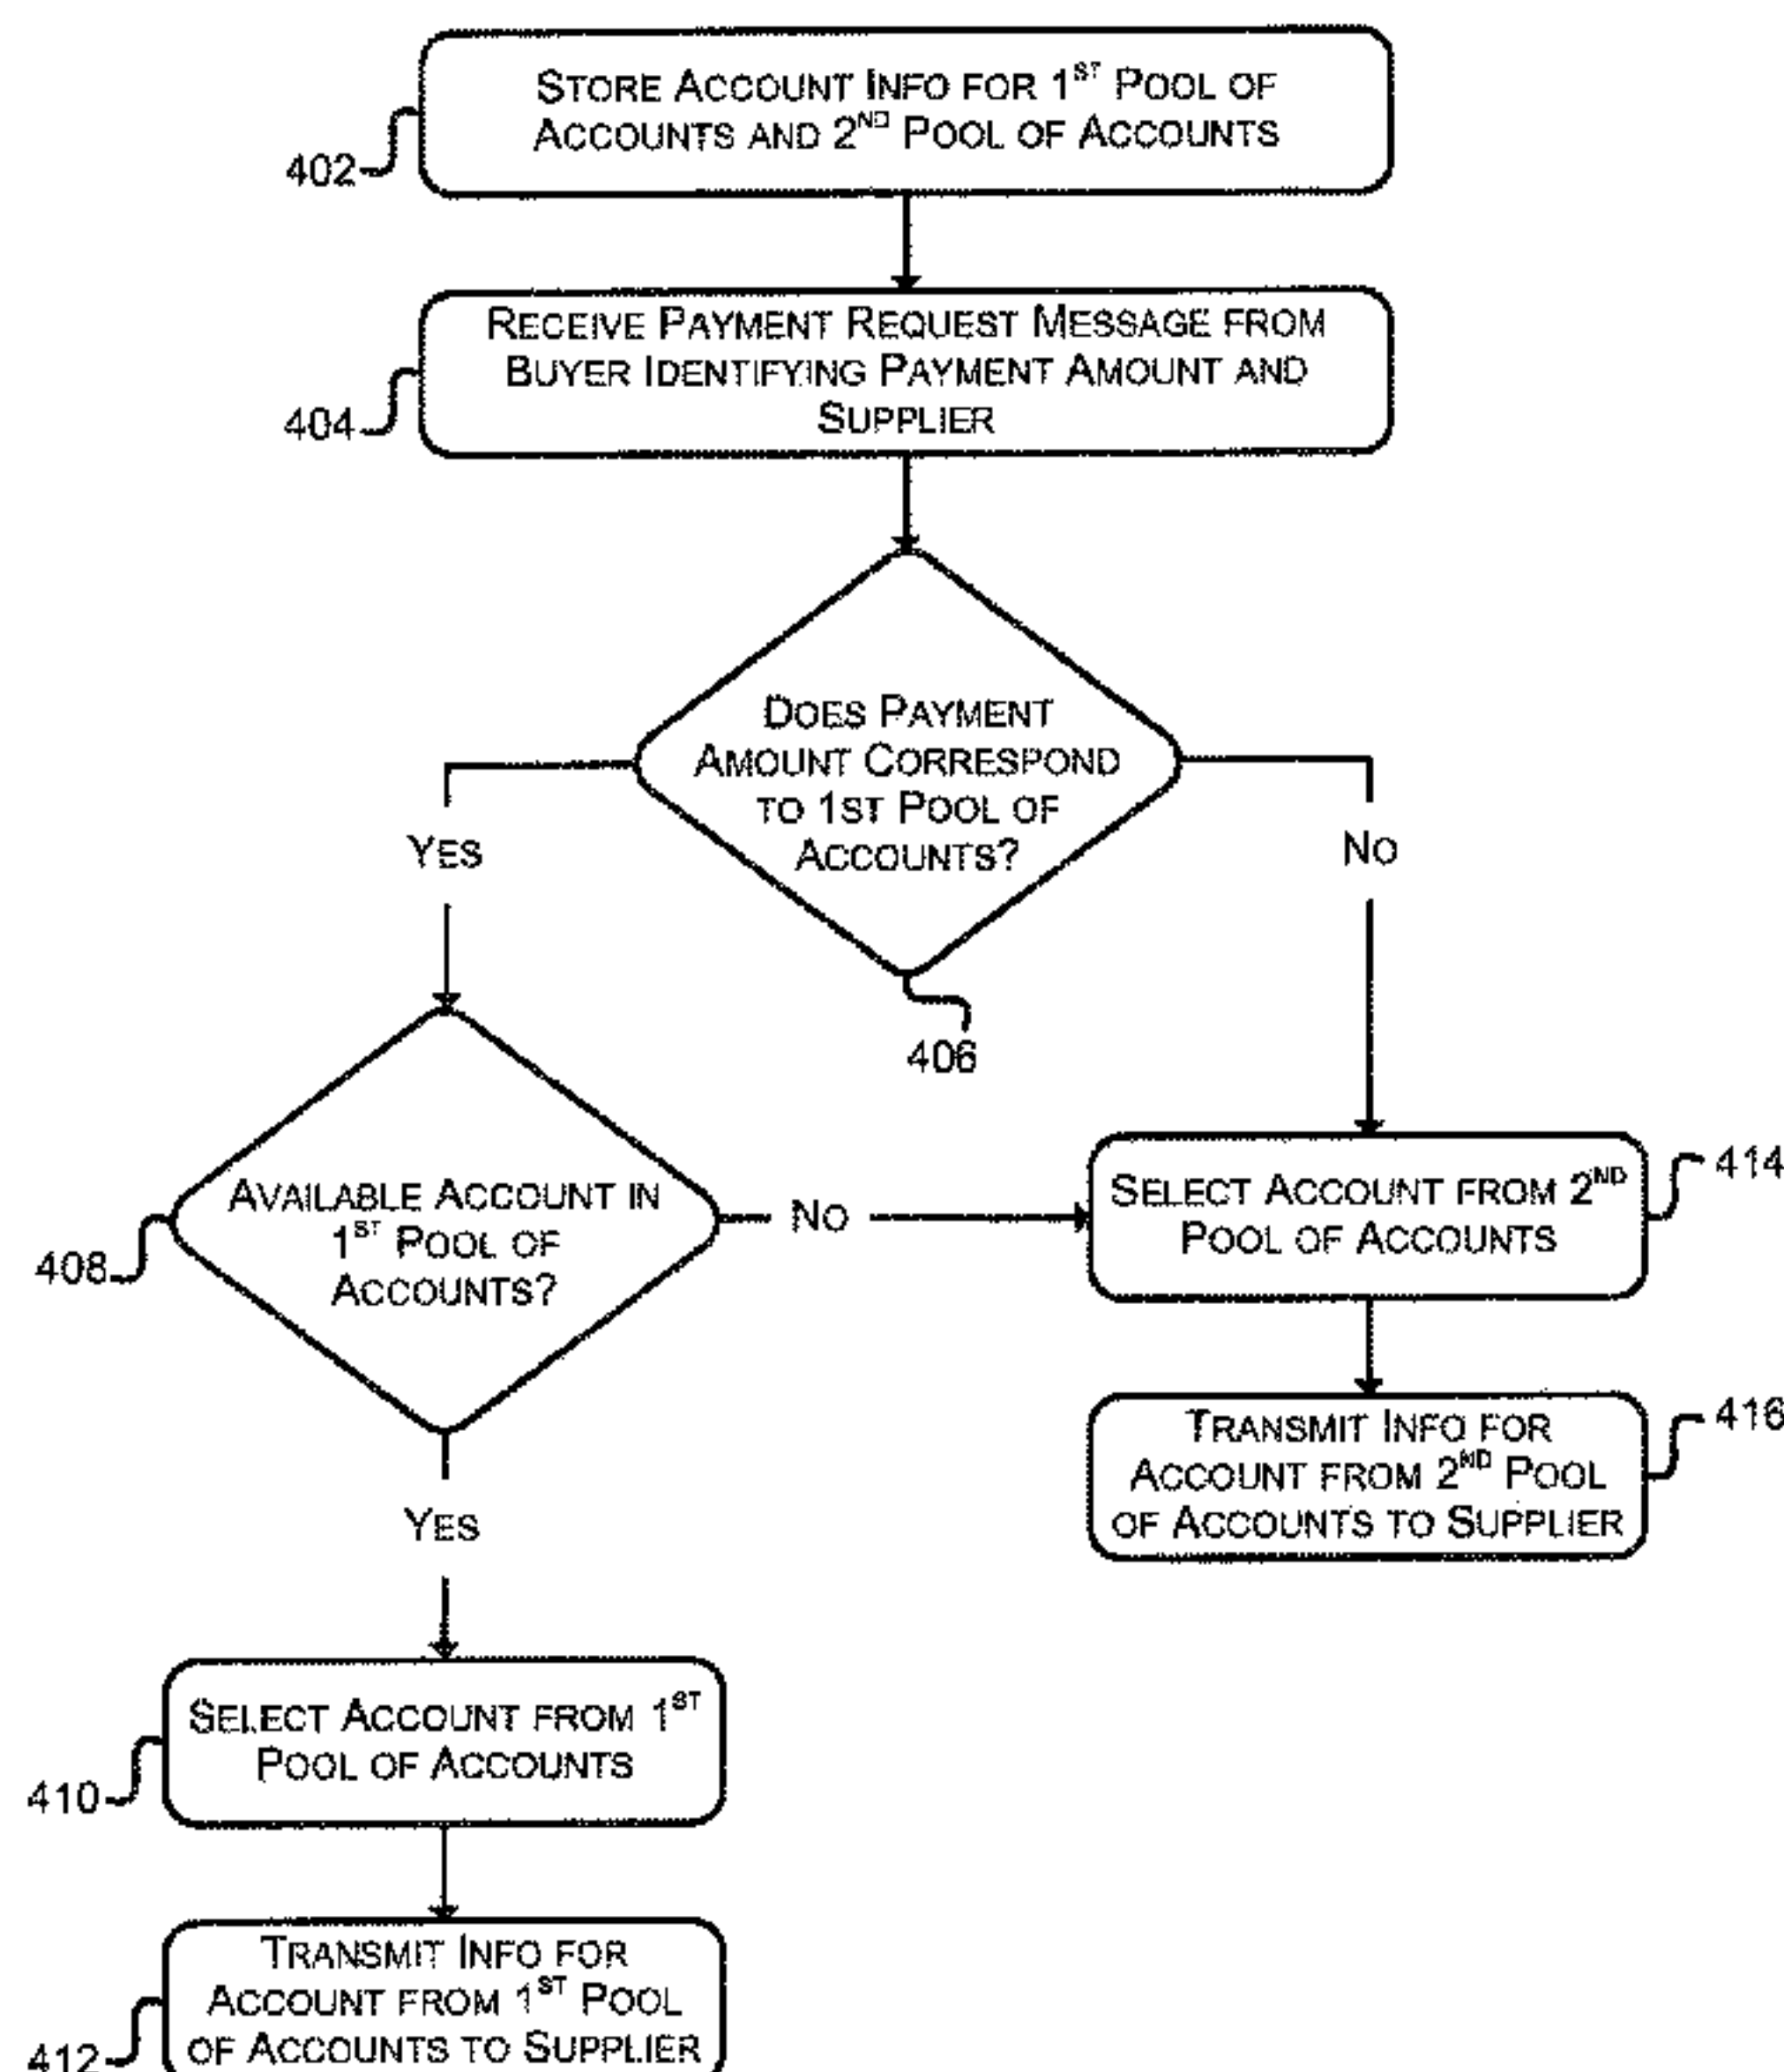 STORE ACCOUNT INFO FOR 1ST POOL OF
ACCOUNTS AND 2ND POOL OF ACCOUNTS
402
RECEIVE PAYMENT REQUEST MESSAGE FROM
BUYER IDENTIFYING PAYMENT AMOUNT AND
SUPPLIER
404
DOES PAYMENT
AMOUNT CORRESPOND
TO 1ST POOL OF
ACCOUNTS?
YES
NO
406
AVAILABLE ACCOUNT IN
1ST POOL OF
ACCOUNTS?
408
NO
SELECT ACCOUNT FROM 2ND
POOL OF ACCOUNTS
414
TRANSMIT INFO FOR
ACCOUNT FROM 2ND POOL
OF ACCOUNTS TO SUPPLIER
416
YES
SELECT ACCOUNT FROM 1ST
POOL OF ACCOUNTS
410
TRANSMIT INFO FOR
ACCOUNT FROM 1ST POOL
OF ACCOUNTS TO SUPPLIER
412